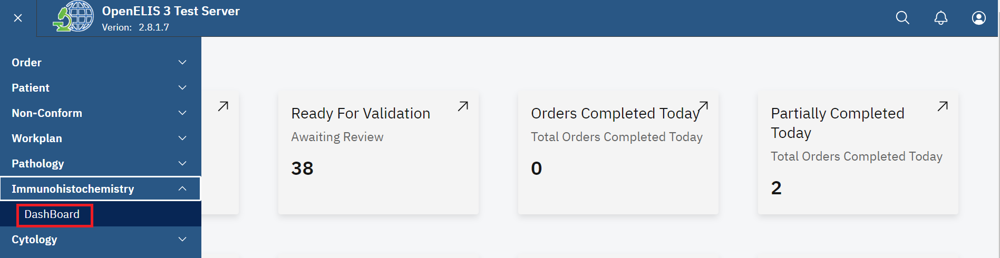 OpenELIS 3 Test Server
Verion: 2.8.1.7
Order
Patient
Non-Conform
Workplan
Pathology
Immunohistochemistry
DashBoard
Cytology
Ready For Validation
Awaiting Review
38
Orders Completed Today
Total Orders Completed Today
0
Partially Completed
Today
Total Orders Completed Today
2